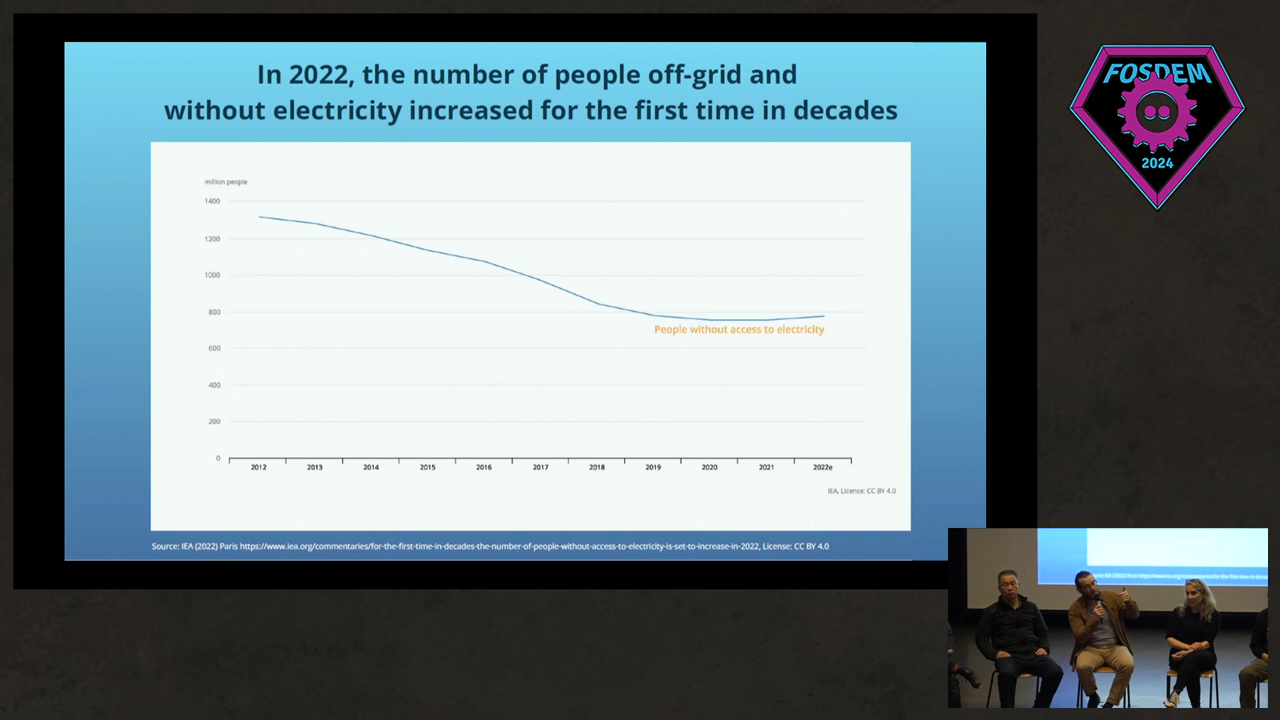 In 2022, the number of people off-grid and
without electricity increased for the first time in decades
million people
1400
1200
1000
800
600
400
200
0
People without access to electricity
2012 2013 2014 2015 2016 2017 2018 2019 2020 2021 2022e
IEA, Licence: CC BY 4.0
Source: IEA (2022) Paris https://www.iea.org/commentaries/for-the-first-time-in-decades-the-number-of-people-without-access-to-electricity-is-set-to-increase-in-2022, License: CC BY 4.0
FOSDEM
2024